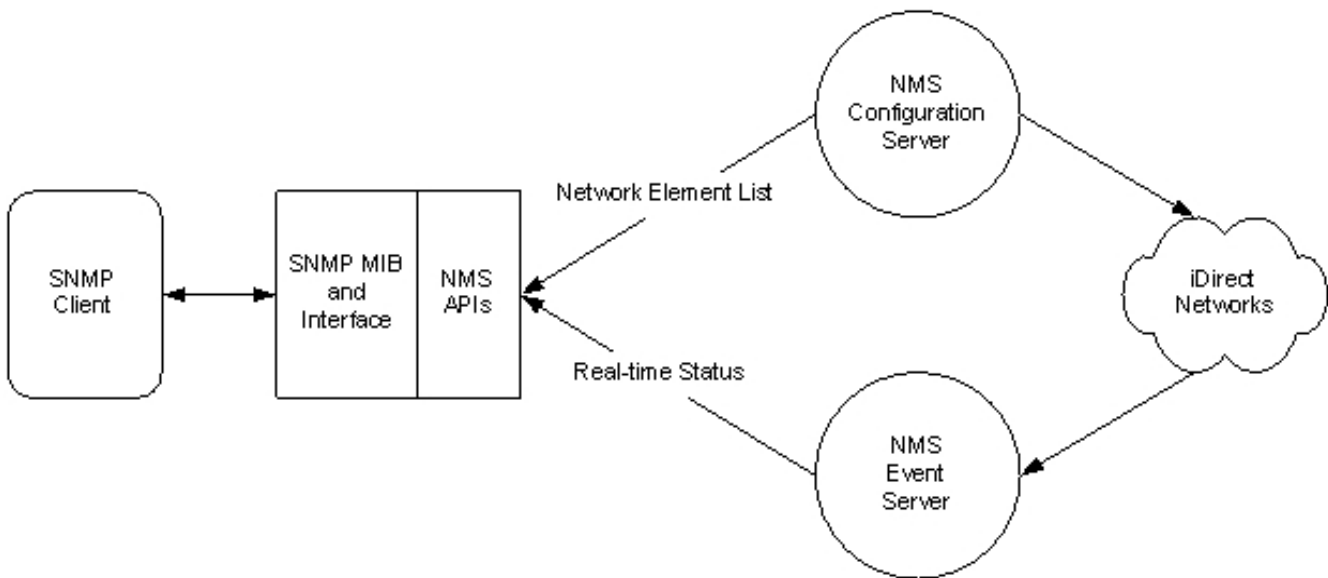 NMS
Configuration
Server
Network Element List
SNMP
Client
SNMP MIB
and
Interface
NMS
APIs
iDirect
Networks
Real-time Status
NMS
Event
Server